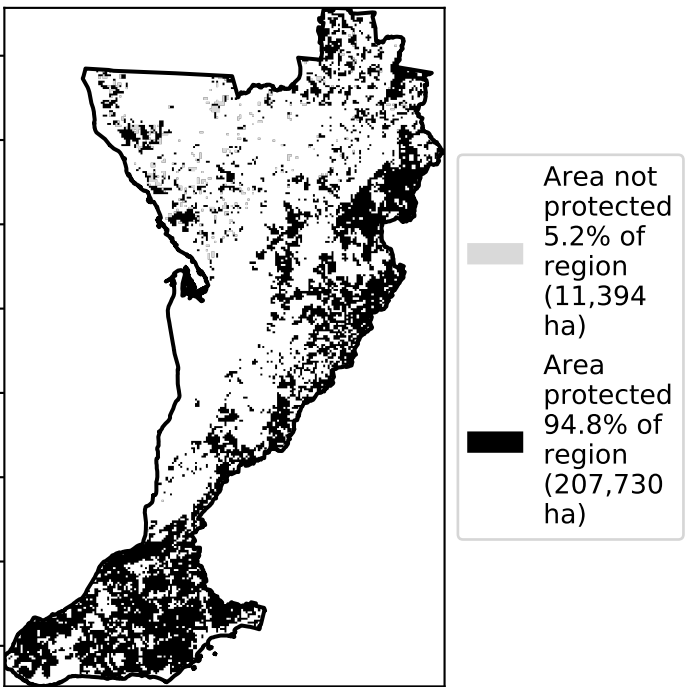 Area not
protected
5.2% of
region
(11,394
ha)
Area
protected
94.8% of
region
(207,730
ha)